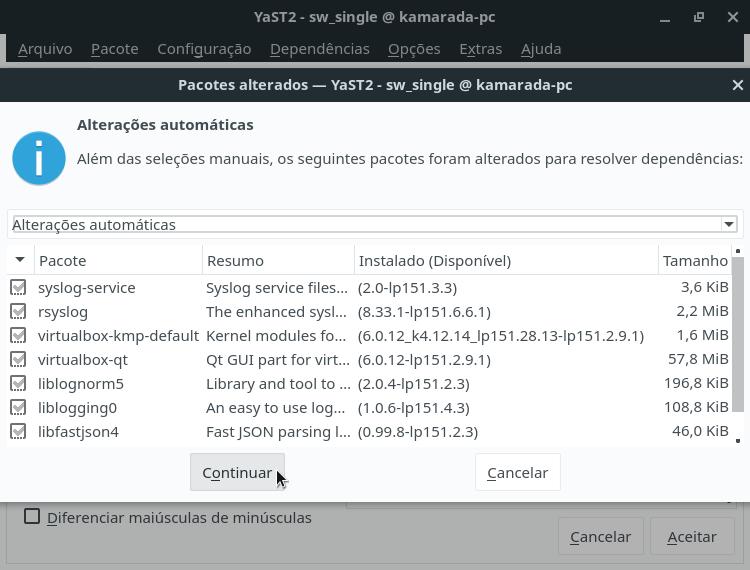 YaST2 - sw_single @ kamarada-pc
Arquivo Pacote Configuração Dependências Opções Extras Ajuda
Pacotes alterados — YaST2 - sw_single @ kamarada-pc
Alterações automáticas
Além das seleções manuais, os seguintes pacotes foram alterados para resolver dependências:
Alterações automáticas
Pacote Resumo Instalado (Disponível) Tamanho
syslog-service Syslog service files... (2.0-lp151.3.3) 3,6 KiB
rsyslog The enhanced sysl... (8.33.1-lp151.6.6.1) 2,2 MiB
virtualbox-kmp-default Kernel modules fo... (6.0.12_k4.12.14_lp151.28.13-lp151.2.9.1) 1,6 MiB
virtualbox-qt Qt GUI part for virt... (6.0.12-lp151.2.9.1) 57,8 MiB
liblognorm5 Library and tool to ... (2.0.4-lp151.2.3) 196,8 KiB
liblogging0 An easy to use log... (1.0.6-lp151.4.3) 108,8 KiB
libfastjson4 Fast JSON parsing l... (0.99.8-lp151.2.3) 46,0 KiB
Continuar Cancelar
Diferenciar maiúsculas de minúsculas
Cancelar Aceitar